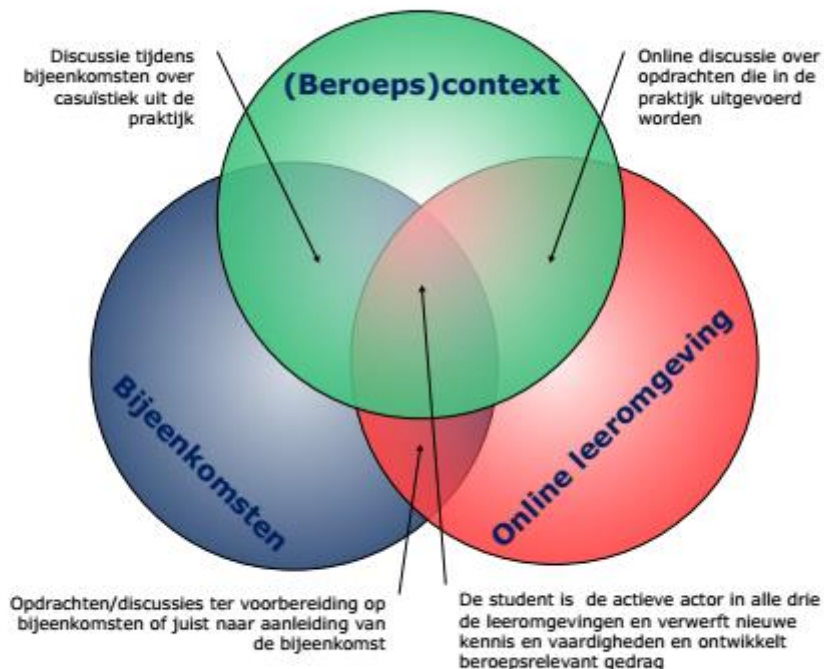 Discussie tijdens
bijeenkomsten over
casuïstiek uit de
praktijk
(Beroeps)context
Online discussie over
opdrachten die in de
praktijk uitgevoerd
worden
Bijeenkomsten
Online leeromgeving
Opdrachten/discussies ter voorbereiding op
bijeenkomsten of juist naar aanleiding van
de bijeenkomst
De student is de actieve actor in alle drie
de leeromgevingen en verwerft nieuwe
kennis en vaardigheden en ontwikkelt
beroepsrelevant gedrag